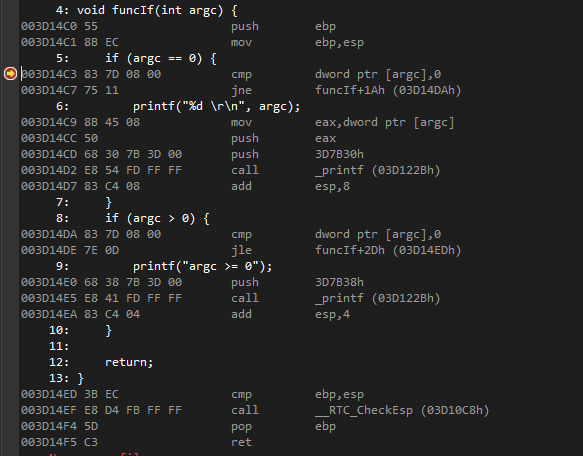 4: void funcIf(int argc) {
003D14C0 55 push ebp
003D14C1 8B EC mov ebp,esp
5: if (argc == 0) {
003D14C3 83 7D 08 00 cmp dword ptr [argc],0
003D14C7 75 11 jne funcIf+1Ah (03D14DAh)
6: printf("%d \r\n", argc);
003D14C9 8B 45 08 mov eax,dword ptr [argc]
003D14CC 50 push eax
003D14CD 68 30 7B 3D 00 push 3D7B30h
003D14D2 E8 54 FD FF FF call _printf (03D122Bh)
003D14D7 83 C4 08 add esp,8
7: }
8: if (argc > 0) {
003D14DA 83 7D 08 00 cmp dword ptr [argc],0
003D14DE 7E 0D jle funcIf+2Dh (03D14EDh)
9: printf("argc >= 0");
003D14E0 68 38 7B 3D 00 push 3D7B38h
003D14E5 E8 41 FD FF FF call _printf (03D122Bh)
003D14EA 83 C4 04 add esp,4
10: }
11:
12: return;
13: }
003D14ED 3B EC cmp ebp,esp
003D14EF E8 D4 FB FF FF call __RTC_CheckEsp (03D10C8h)
003D14F4 5D pop ebp
003D14F5 C3 ret